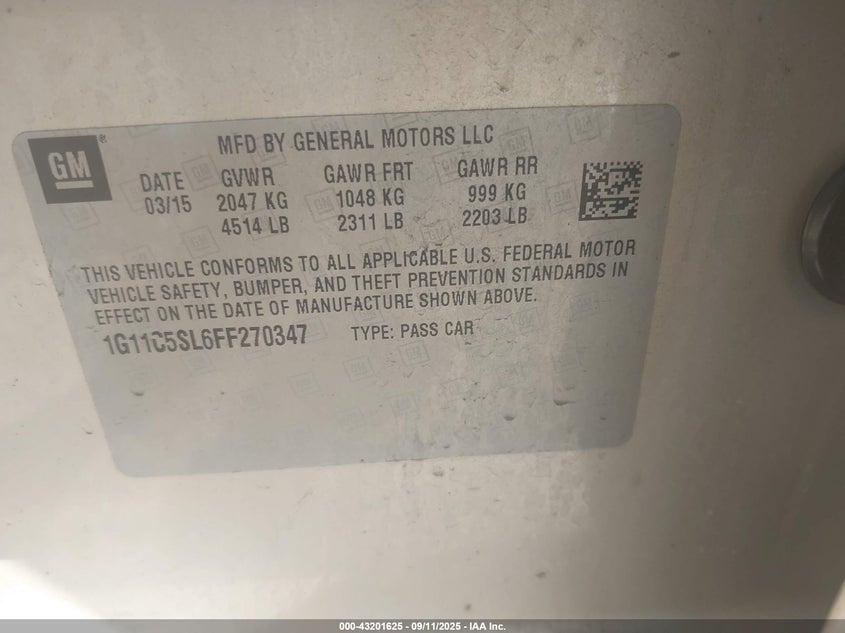 GM ®
MFD BY GENERAL MOTORS LLC
DATE GVWR GAWR FRT GAWR RR
03/15 2047 KG 1048 KG 999 KG
4514 LB 2311 LB 2203 LB
THIS VEHICLE CONFORMS TO ALL APPLICABLE U.S. FEDERAL MOTOR
VEHICLE SAFETY, BUMPER, AND THEFT PREVENTION STANDARDS IN
EFFECT ON THE DATE OF MANUFACTURE SHOWN ABOVE.
1G11C5SL6FF270347 TYPE: PASS CAR
000-43201625 - 09/11/2025 - IAA Inc.